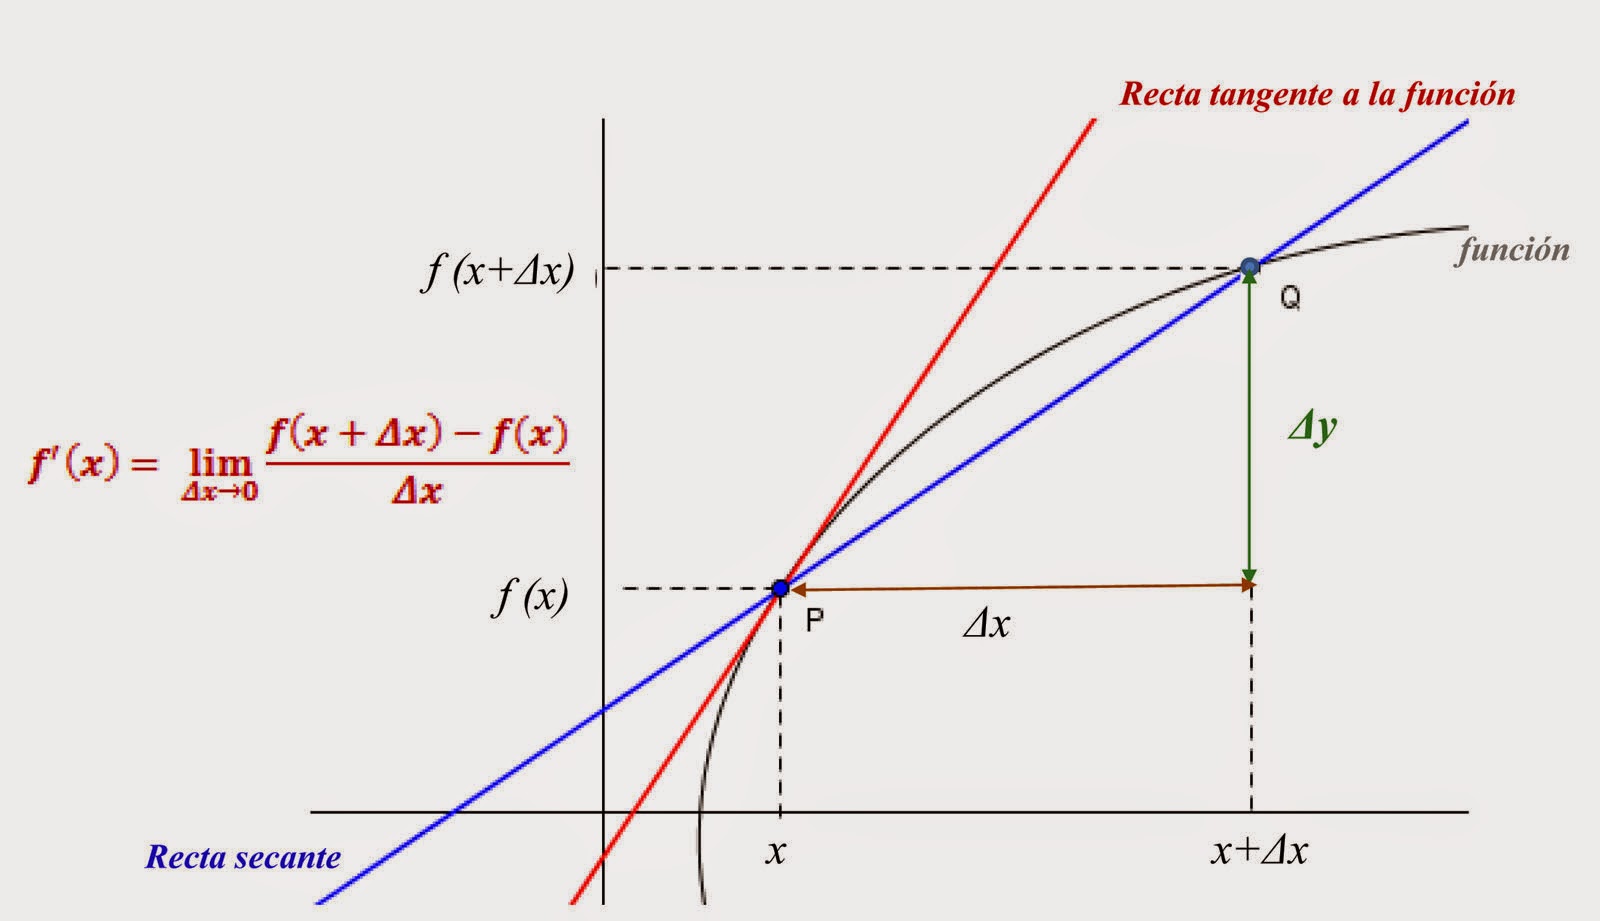 Recta tangente a la función
función
f (x+Δx)
Q
Δy
f′(x) = lim Δx→0 f(x + Δx) − f(x) / Δx
f (x)
P
Δx
x
x+Δx
Recta secante